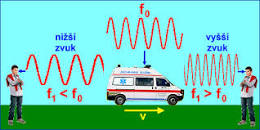 f₀
nižší
zvuk
vyšší
zvuk
f₁ < f₀
f₁ > f₀
v